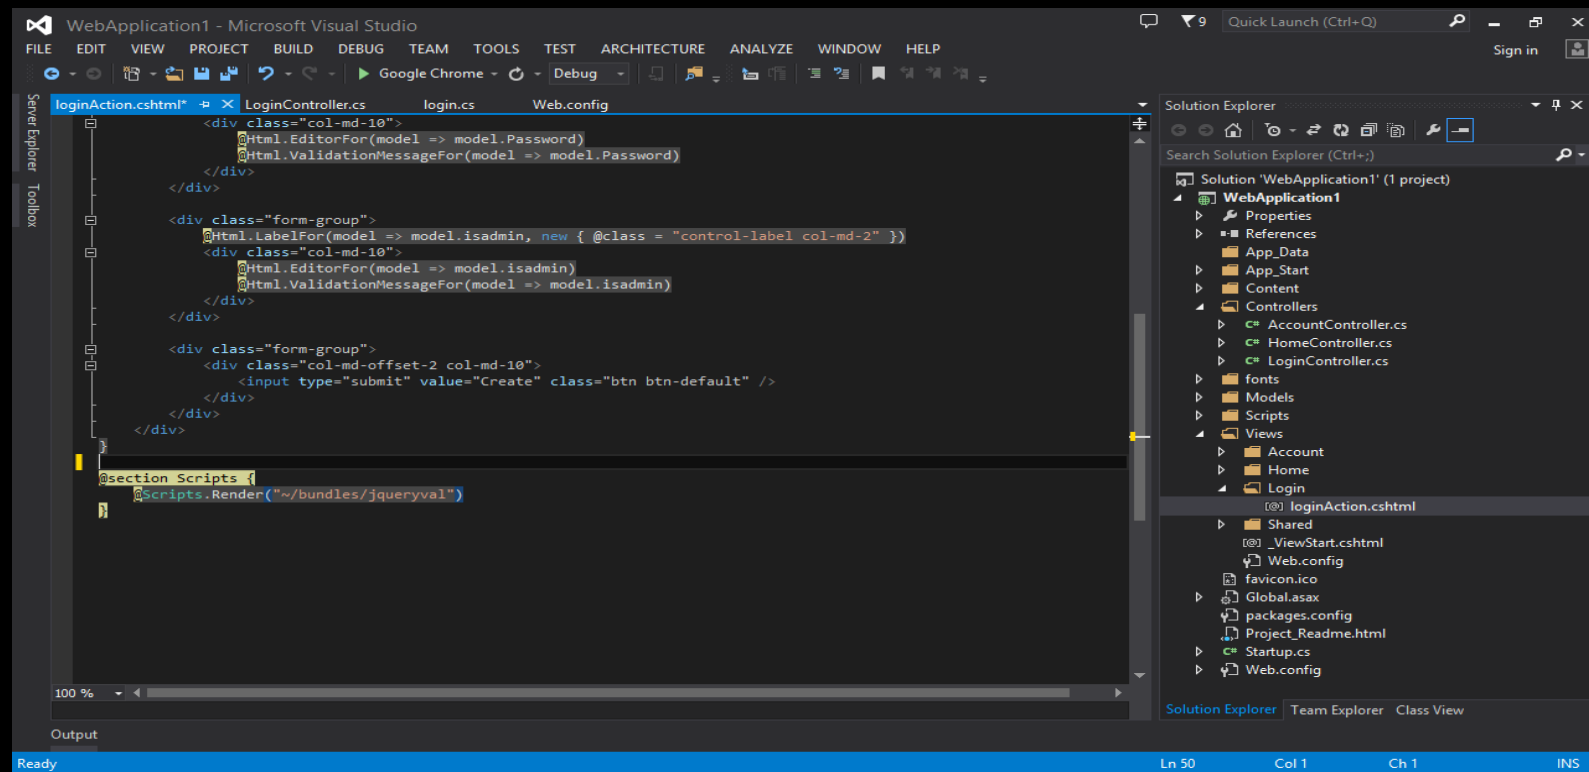 WebApplication1 - Microsoft Visual Studio
9
Quick Launch (Ctrl+Q)
FILE EDIT VIEW PROJECT BUILD DEBUG TEAM TOOLS TEST ARCHITECTURE ANALYZE WINDOW HELP
Sign in
Google Chrome
Debug
Server Explorer
Toolbox
loginAction.cshtml* LoginController.cs login.cs Web.config
<div class="col-md-10">
@Html.EditorFor(model => model.Password)
@Html.ValidationMessageFor(model => model.Password)
</div>
</div>
<div class="form-group">
@Html.LabelFor(model => model.isadmin, new { @class = "control-label col-md-2" })
<div class="col-md-10">
@Html.EditorFor(model => model.isadmin)
@Html.ValidationMessageFor(model => model.isadmin)
</div>
</div>
<div class="form-group">
<div class="col-md-offset-2 col-md-10">
<input type="submit" value="Create" class="btn btn-default" />
</div>
</div>
</div>
}
@section Scripts {
@Scripts.Render("~/bundles/jqueryval")
}
100 %
Solution Explorer
Search Solution Explorer (Ctrl+;)
Solution 'WebApplication1' (1 project)
WebApplication1
Properties
References
App_Data
App_Start
Content
Controllers
C# AccountController.cs
C# HomeController.cs
C# LoginController.cs
fonts
Models
Scripts
Views
Account
Home
Login
[@] loginAction.cshtml
Shared
[@] _ViewStart.cshtml
Web.config
favicon.ico
Global.asax
packages.config
Project_Readme.html
C# Startup.cs
Web.config
Solution Explorer Team Explorer Class View
Output
Ready
Ln 50 Col 1 Ch 1 INS